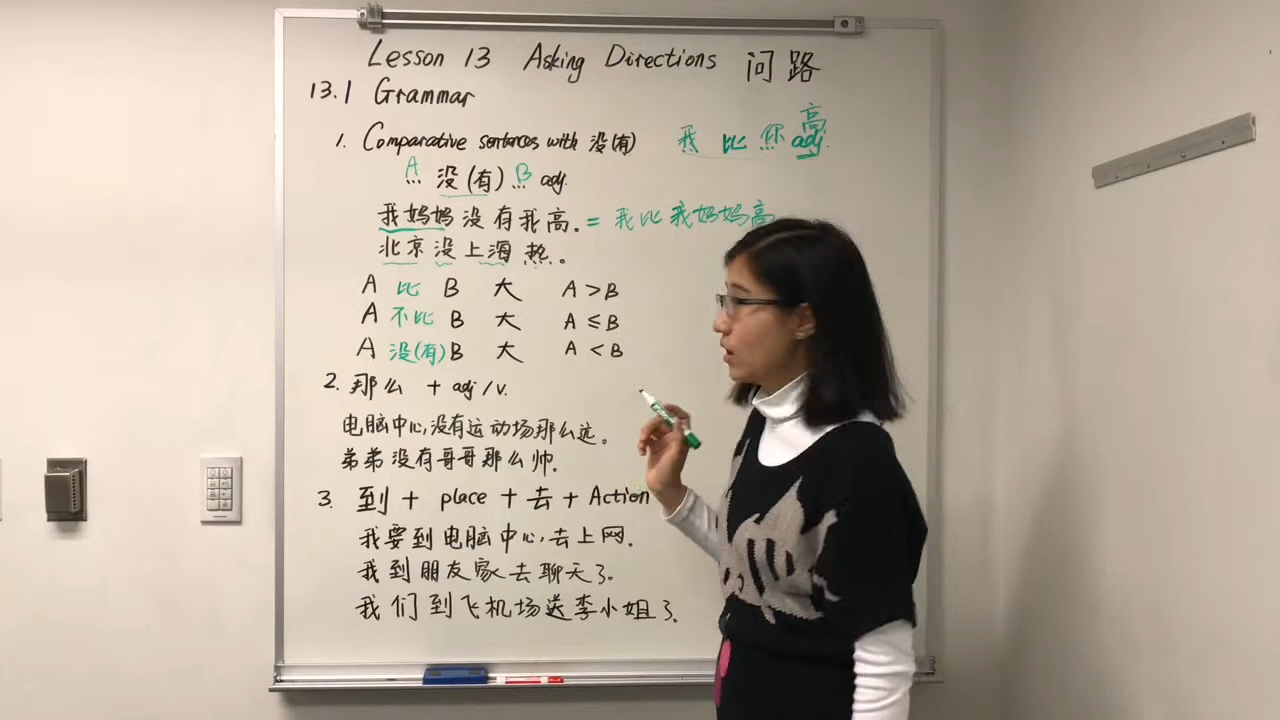 Lesson 13 Asking Directions 问路
13.1 Grammar
1. Comparative sentences with 没(有) 我 比 你 adj. 高
A ... 没(有) B ... adj.
我妈妈没有我高。= 我比我妈妈高
北京没上海热。
A 比 B 大 A > B
A 不比 B 大 A ≤ B
A 没(有) B 大 A < B
2. 那么 + adj/v.
电脑中心没有运动场那么远。
弟弟没有哥哥那么帅.
3. 到 + place + 去 + Action
我要到电脑中心去上网.
我到朋友家去聊天了.
我们到飞机场送李小姐了.